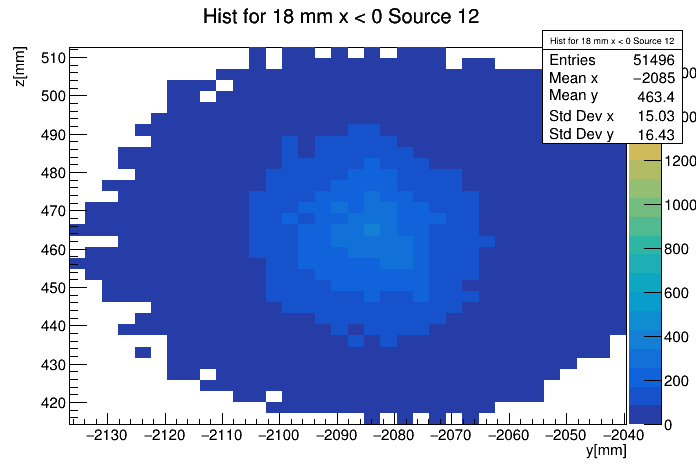 Hist for 18 mm x < 0 Source 12
Hist for 18 mm x < 0 Source 12
Entries 51496
Mean x −2085
Mean y 463.4
Std Dev x 15.03
Std Dev y 16.43
z[mm]
510
500
490
480
470
460
450
440
430
420
−2130 −2120 −2110 −2100 −2090 −2080 −2070 −2060 −2050 −2040
y[mm]
1200
1000
800
600
400
200
0